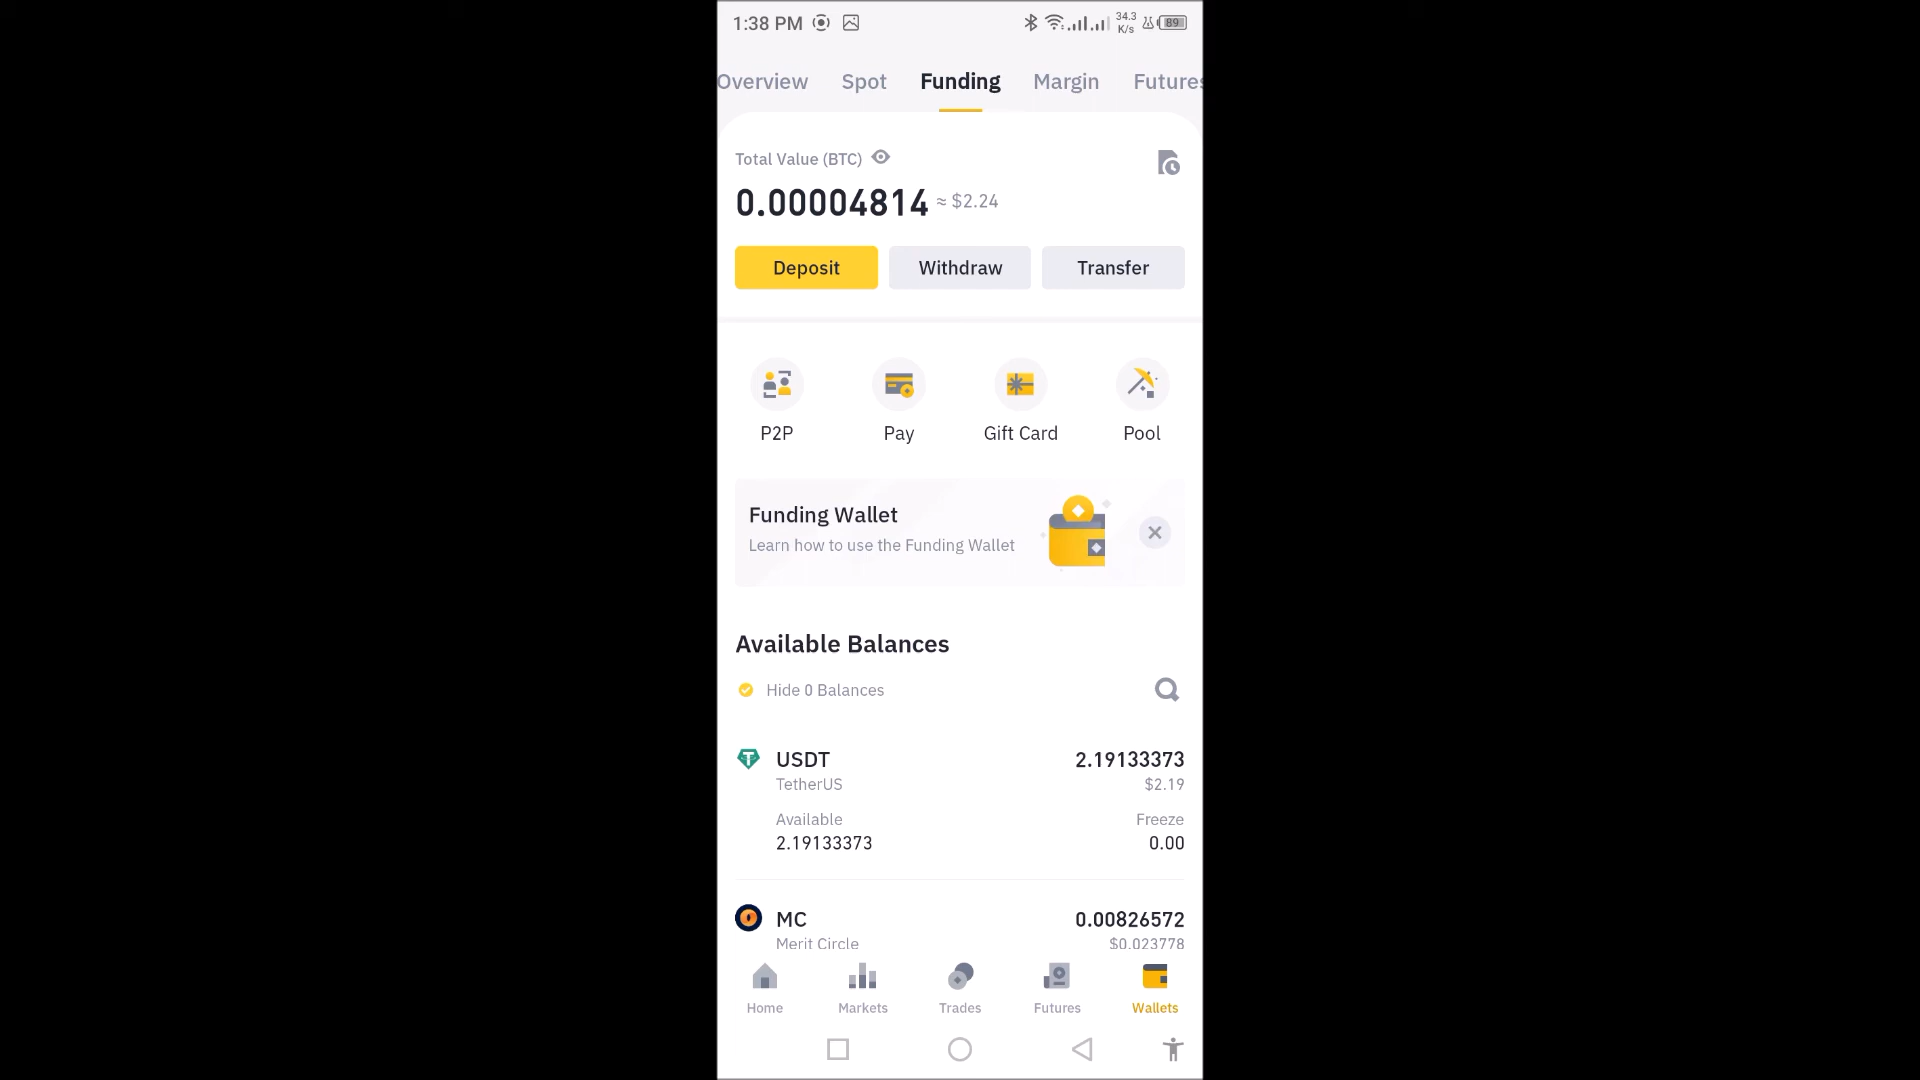 1:38 PM 34.3 K/s 89
Overview Spot Funding Margin Futures
Total Value (BTC)
0.00004814 ≈ $2.24
Deposit Withdraw Transfer
P2P Pay Gift Card Pool
Funding Wallet
Learn how to use the Funding Wallet
Available Balances
Hide 0 Balances
USDT 2.19133373
TetherUS $2.19
Available Freeze
2.19133373 0.00
MC 0.00826572
Merit Circle $0.023778
Home Markets Trades Futures Wallets